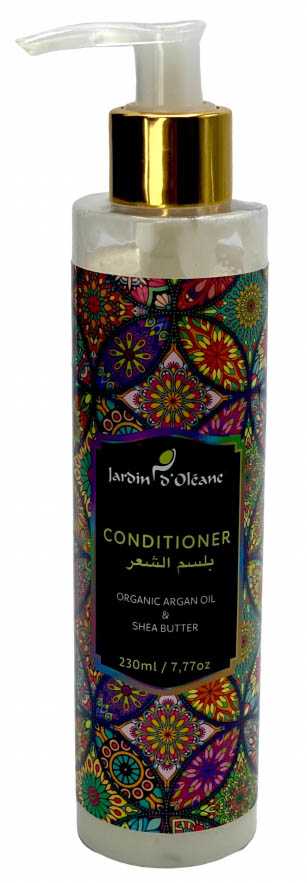 Jardin d'Oléane
CONDITIONER
بلسم الشعر
ORGANIC ARGAN OIL
&
SHEA BUTTER
230ml / 7,77oz